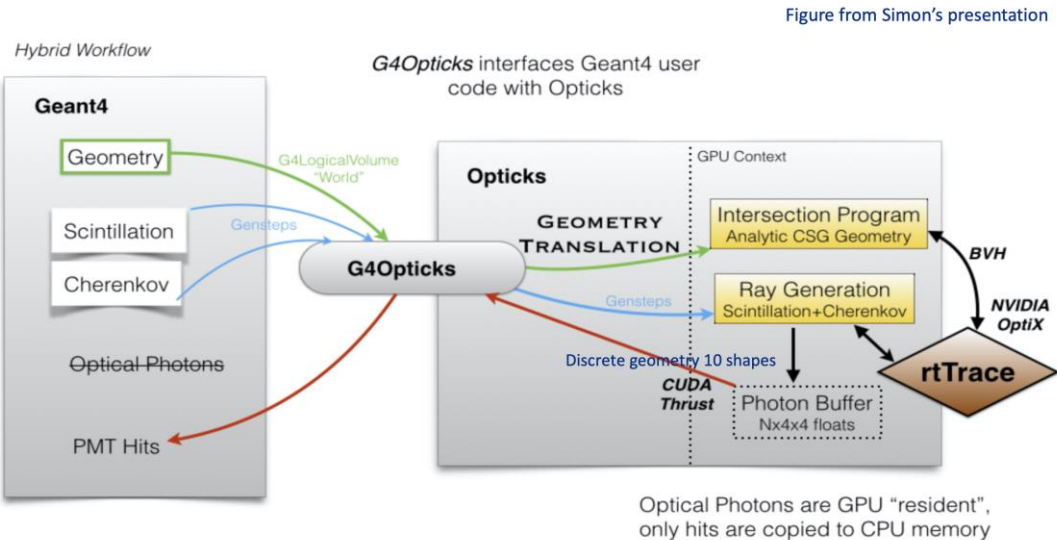 Figure from Simon's presentation
Hybrid Workflow
G4Opticks interfaces Geant4 user
code with Opticks
Geant4
Geometry
G4LogicalVolume
"World"
Scintillation
Gensteps
Cherenkov
Optical Photons
PMT Hits
G4Opticks
Opticks
GPU Context
GEOMETRY
TRANSLATION
Intersection Program
Analytic CSG Geometry
BVH
Gensteps
Ray Generation
Scintillation+Cherenkov
NVIDIA
OptiX
rtTrace
Discrete geometry 10 shapes
CUDA
Thrust
Photon Buffer
Nx4x4 floats
Optical Photons are GPU "resident",
only hits are copied to CPU memory